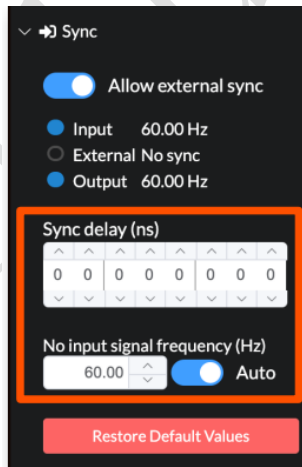 Sync
Allow external sync
Input 60.00 Hz
External No sync
Output 60.00 Hz
Sync delay (ns)
0 0 0 0 0 0 0 0
No input signal frequency (Hz)
60.00 Auto
Restore Default Values